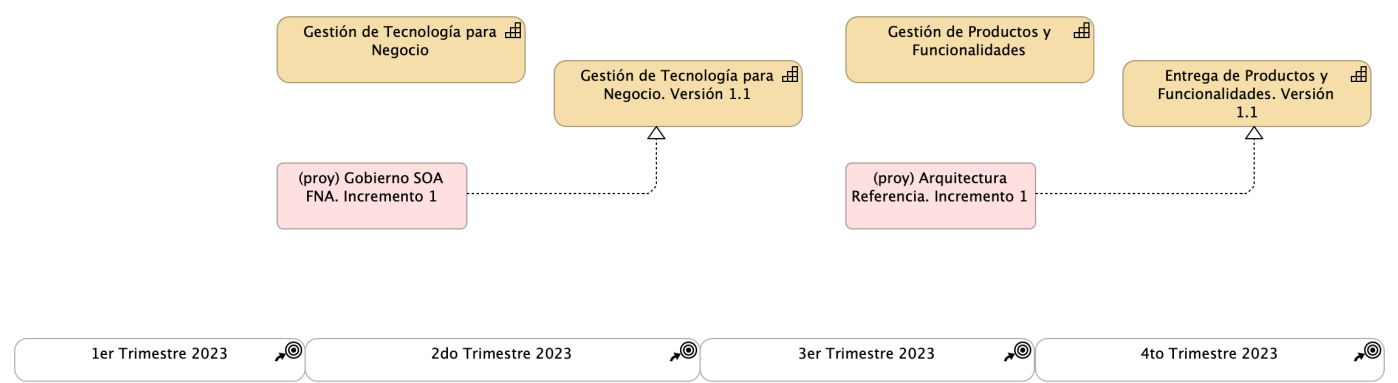 Gestión de Tecnología para
Negocio
Gestión de Tecnología para
Negocio. Versión 1.1
Gestión de Productos y
Funcionalidades
Entrega de Productos y
Funcionalidades. Versión
1.1
(proy) Gobierno SOA
FNA. Incremento 1
(proy) Arquitectura
Referencia. Incremento 1
1er Trimestre 2023
2do Trimestre 2023
3er Trimestre 2023
4to Trimestre 2023